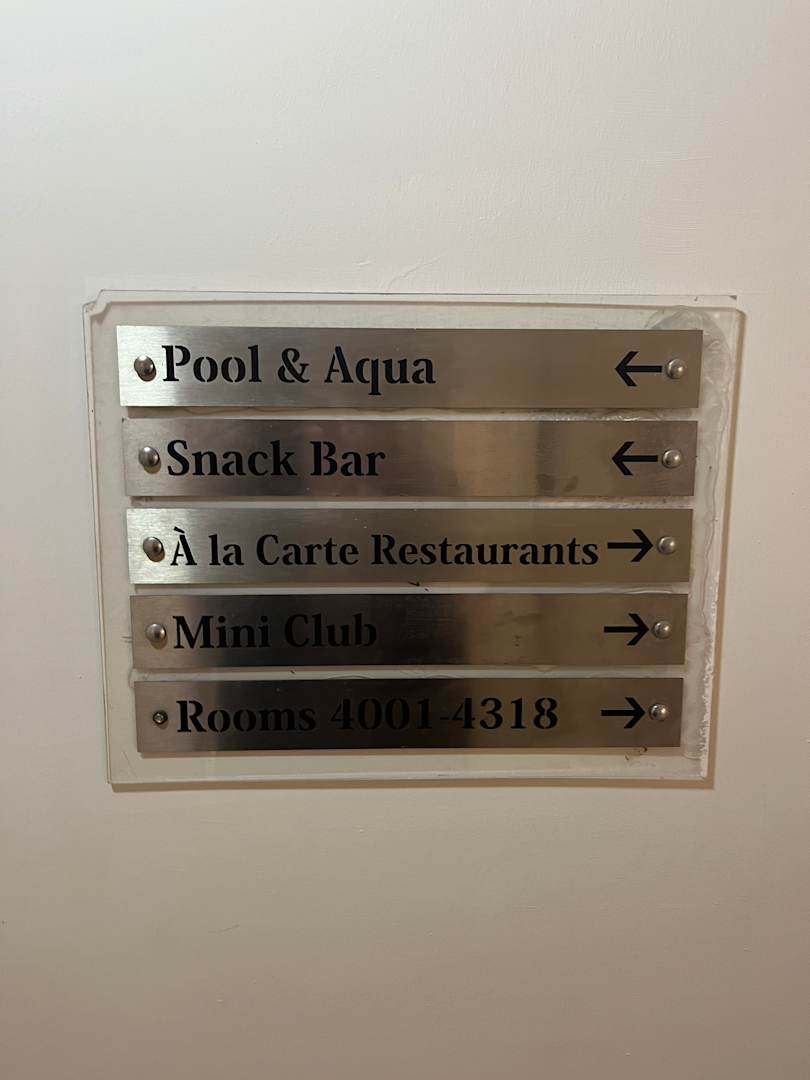 Pool & Aqua ←
Snack Bar ←
À la Carte Restaurants →
Mini Club →
Rooms 4001-4318 →